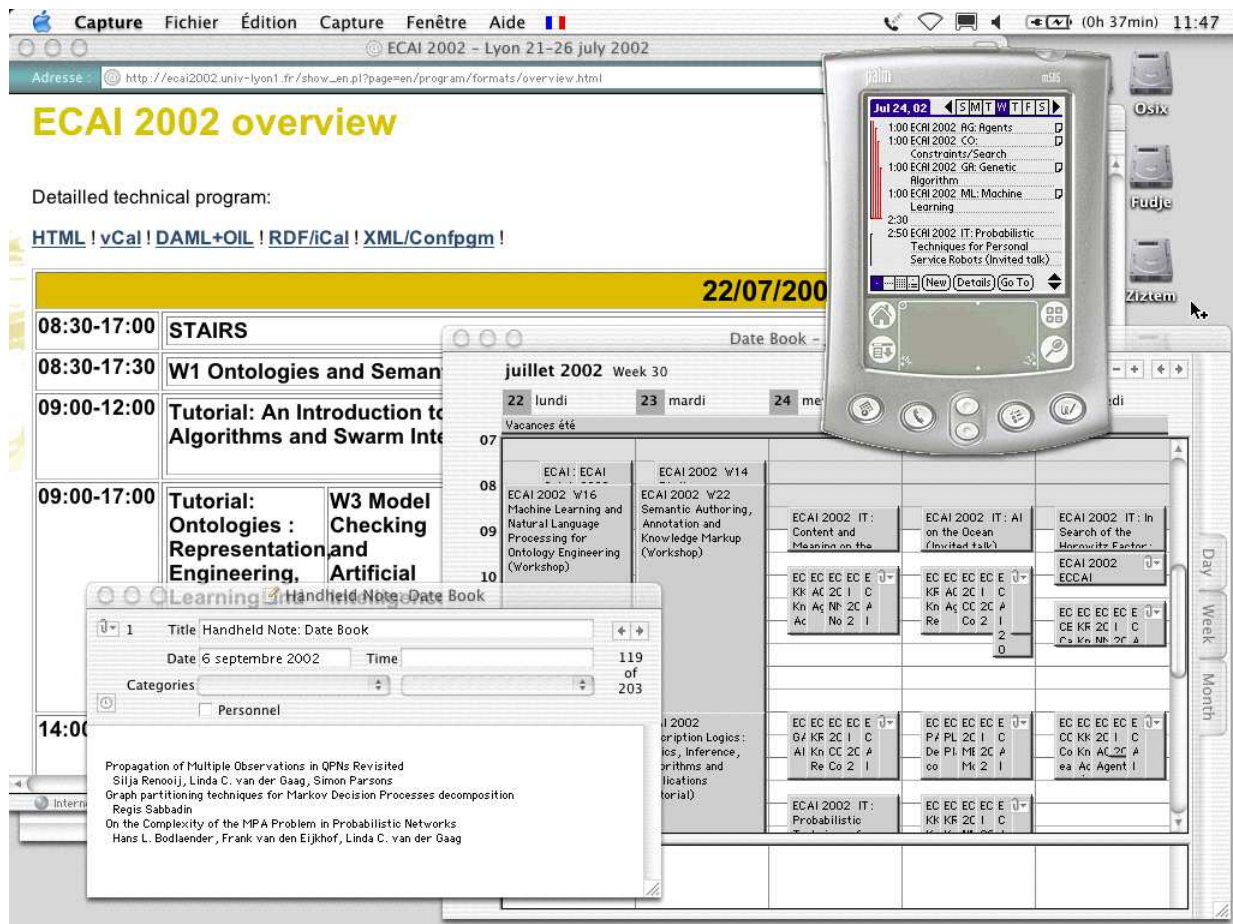 Capture Fichier Édition Capture Fenêtre Aide (0h 37min) 11:47
ECAI 2002 - Lyon 21-26 july 2002
Adresse : http://ecai2002.univ-lyon1.fr/show_en.pl?page=en/program/formats/overview.html
ECAI 2002 overview
Detailled technical program:
HTML ! vCal ! DAML+OIL ! RDF/iCal ! XML/Confpgm !
22/07/200
08:30-17:00 STAIRS
08:30-17:30 W1 Ontologies and Seman
09:00-12:00 Tutorial: An Introduction to
Algorithms and Swarm Inte
09:00-17:00 Tutorial: W3 Model
Ontologies : Checking
Representation and
Engineering, Artificial
Learning and
14:00
Interne
palm m515
Jul 24, 02 S M T W T F S
1:00 ECAI 2002 AG: Agents
1:00 ECAI 2002 CO:
Constraints/Search
1:00 ECAI 2002 GA: Genetic
Algorithm
1:00 ECAI 2002 ML: Machine
Learning
2:30
2:50 ECAI 2002 IT: Probabilistic
Techniques for Personal
Service Robots (Invited talk)
New Details Go To
Osix
Fudje
Ziztem
Date Book -
juillet 2002 Week 30
22 lundi 23 mardi 24 me di
Vacances été
07
08
09
10
ECAI: ECAI
ECAI 2002 W14
ECAI 2002 W16
Machine Learning and
Natural Language
Processing for
Ontology Engineering
(Workshop)
ECAI 2002 W22
Semantic Authoring,
Annotation and
Knowledge Markup
(Workshop)
ECAI 2002 IT:
Content and
Meaning on the
ECAI 2002 IT: AI
on the Ocean
(Invited talk)
ECAI 2002 IT: In
Search of the
Horowitz Factor:
ECAI 2002
ECCAI
ECAI 2002 IT:
Probabilistic
Day
Week
Month
Handheld Note: Date Book
1 Title Handheld Note: Date Book
Date 6 septembre 2002 Time
119
of
203
Categories
Personnel
Propagation of Multiple Observations in QPNs Revisited
Silja Renooij, Linda C. van der Gaag, Simon Parsons
Graph partitioning techniques for Markov Decision Processes decomposition
Regis Sabbadin
On the Complexity of the MPA Problem in Probabilistic Networks
Hans L. Bodlaender, Frank van den Eijkhof, Linda C. van der Gaag